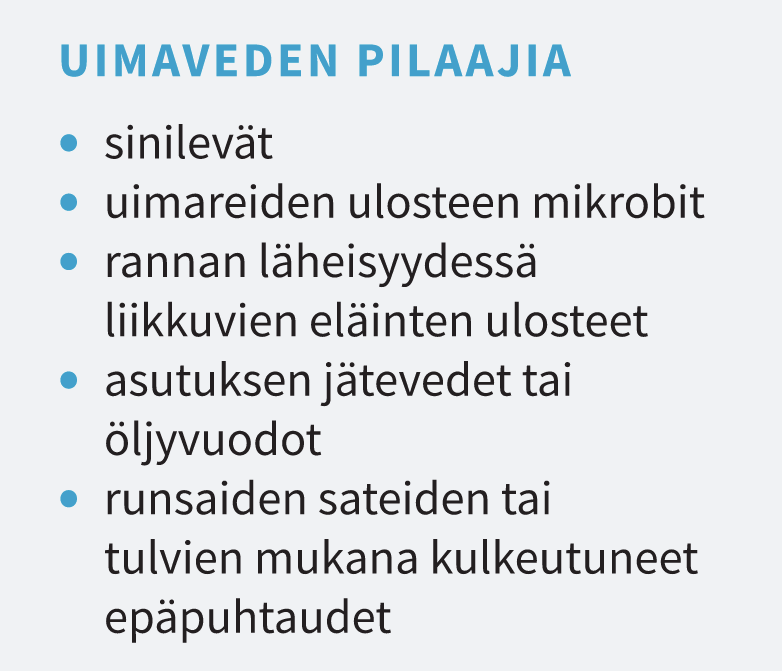 UIMAVEDEN PILAAJIA
• sinilevät
• uimareiden ulosteen mikrobit
• rannan läheisyydessä
liikkuvien eläinten ulosteet
• asutuksen jätevedet tai
öljyvuodot
• runsaiden sateiden tai
tulvien mukana kulkeutuneet
epäpuhtaudet